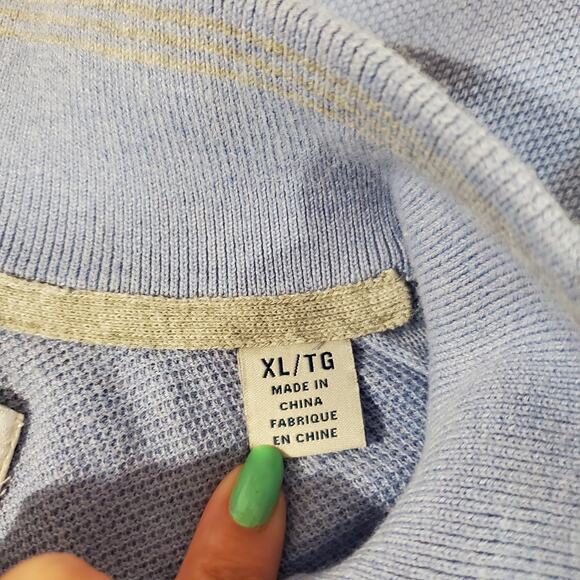 XL/TG
MADE IN
CHINA
FABRIQUE
EN CHINE